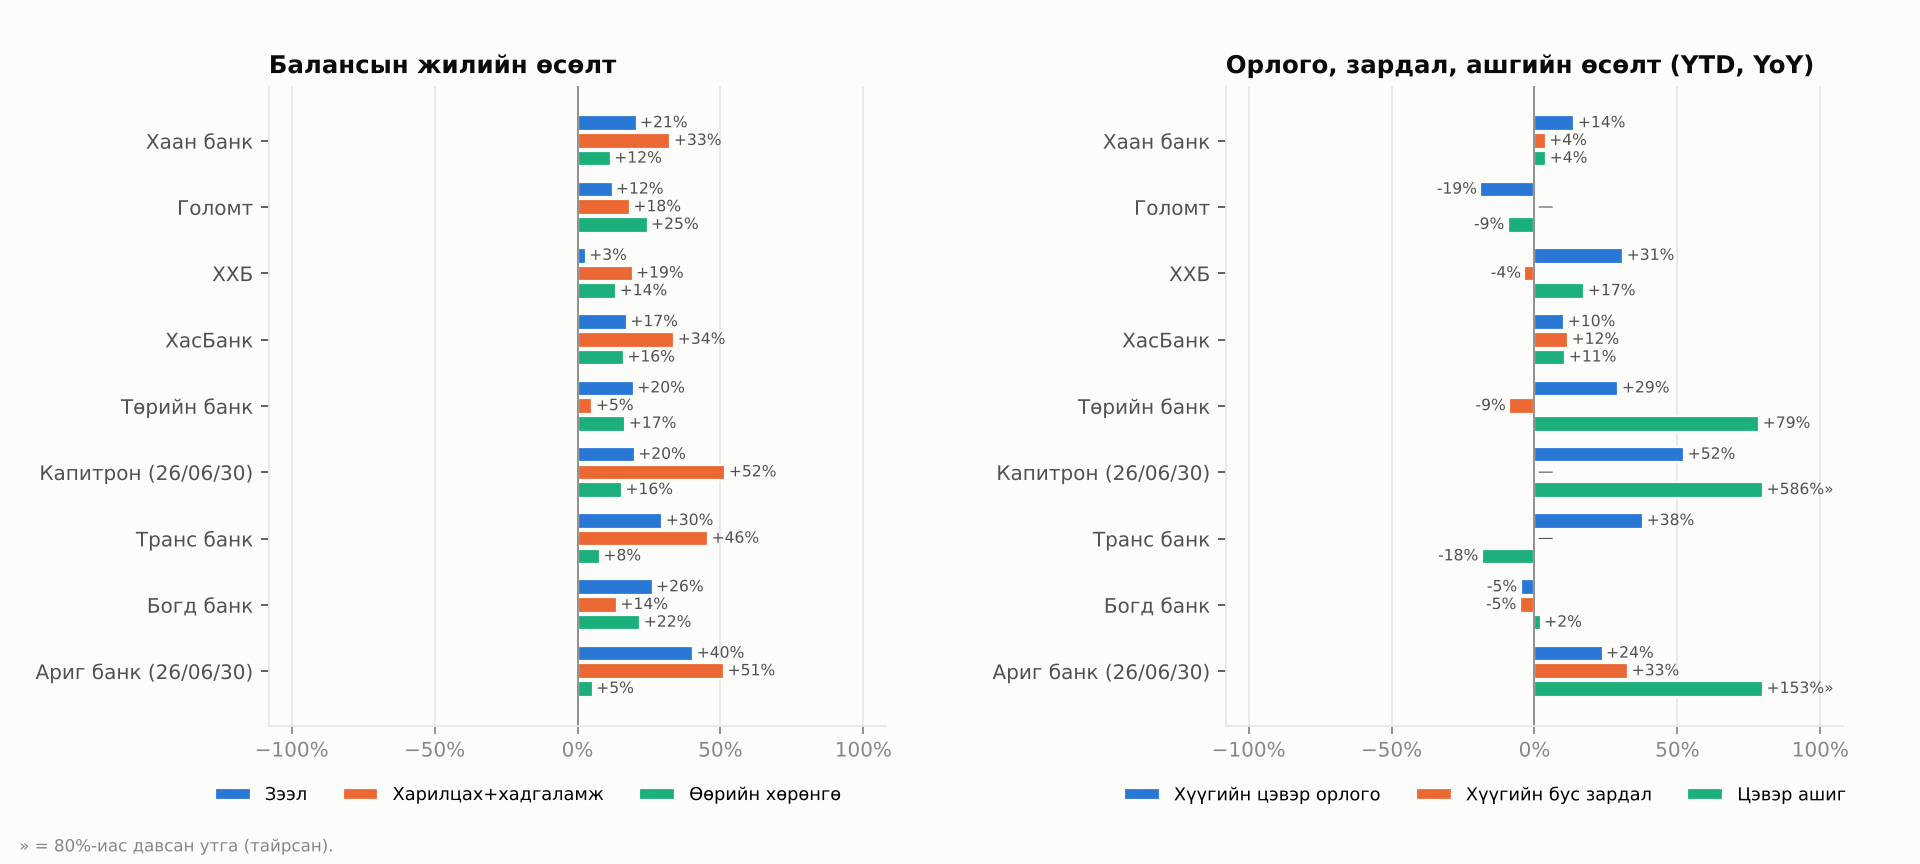 Балансын жилийн өсөлт
Хаан банк
+21%
+33%
+12%
Голомт
+12%
+18%
+25%
ХХБ
+3%
+19%
+14%
ХасБанк
+17%
+34%
+16%
Төрийн банк
+20%
+5%
+17%
Капитрон (26/06/30)
+20%
+52%
+16%
Транс банк
+30%
+46%
+8%
Богд банк
+26%
+14%
+22%
Ариг банк (26/06/30)
+40%
+51%
+5%
−100% −50% 0% 50% 100%
Зээл Харилцах+хадгаламж Өөрийн хөрөнгө
Орлого, зардал, ашгийн өсөлт (YTD, YoY)
Хаан банк
+14%
+4%
+4%
Голомт
-19%
—
-9%
ХХБ
+31%
-4%
+17%
ХасБанк
+10%
+12%
+11%
Төрийн банк
+29%
-9%
+79%
Капитрон (26/06/30)
+52%
—
+586%»
Транс банк
+38%
—
-18%
Богд банк
-5%
-5%
+2%
Ариг банк (26/06/30)
+24%
+33%
+153%»
−100% −50% 0% 50% 100%
Хүүгийн цэвэр орлого Хүүгийн бус зардал Цэвэр ашиг
» = 80%-иас давсан утга (тайрсан).